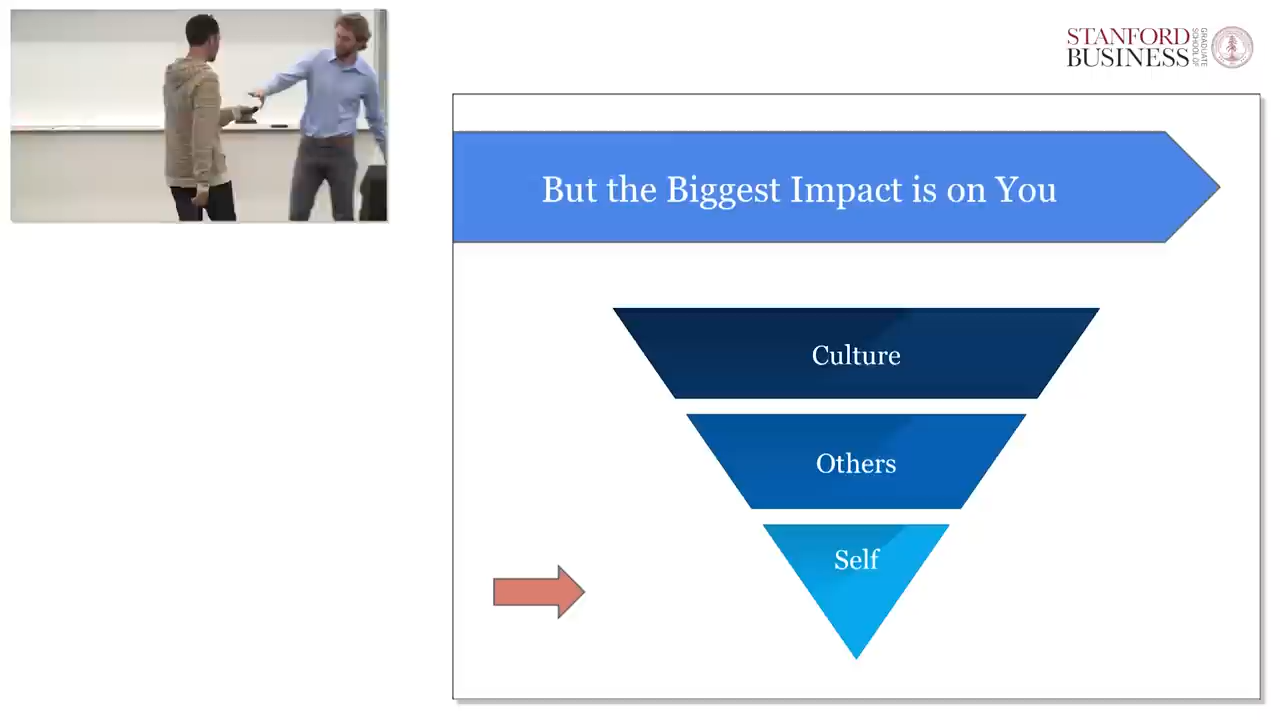 STANFORD
BUSINESS
GRADUATE
SCHOOL OF
But the Biggest Impact is on You
Culture
Others
Self